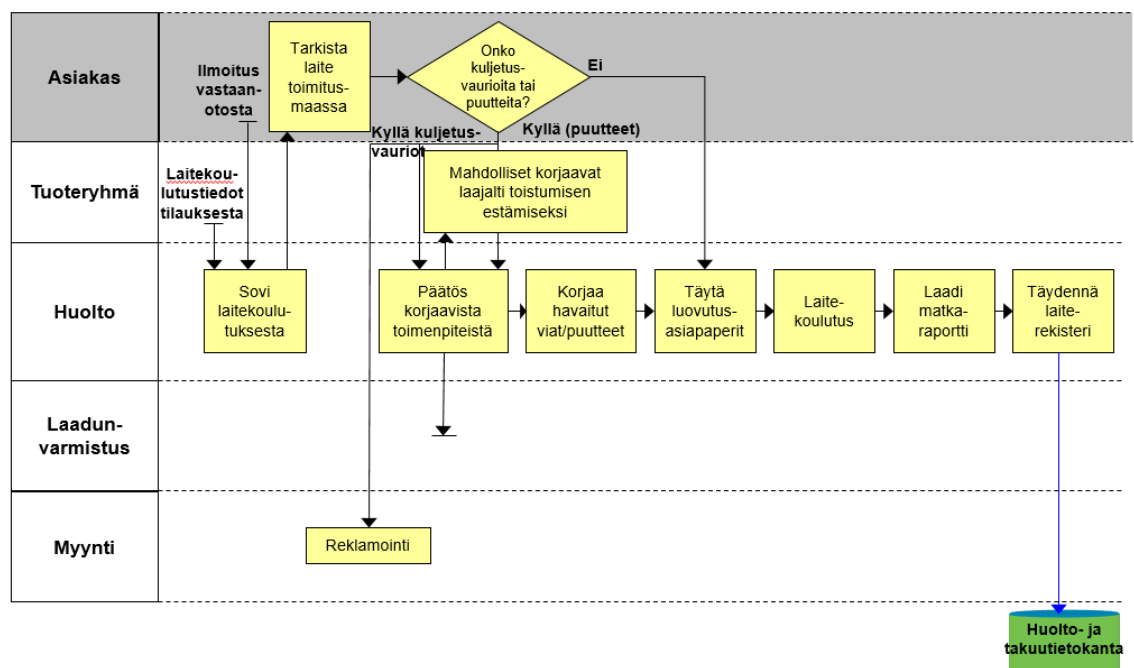 Asiakas
Ilmoitus
vastaan-
otosta
Tarkista
laite
toimitus-
maassa
Onko
kuljetus-
vaurioita tai
puutteita?
Ei
Kyllä kuljetus-
vauriot
Kyllä (puutteet)
Tuoteryhmä
Laitekou-
lutustiedot
tilauksesta
Mahdolliset korjaavat
laajalti toistumisen
estämiseksi
Huolto
Sovi
laitekoulu-
tuksesta
Päätös
korjaavista
toimenpiteistä
Korjaa
havaitut
viat/puutteet
Täytä
luovutus-
asiapaperit
Laite-
koulutus
Laadi
matka-
raportti
Täydennä
laite-
rekisteri
Laadun-
varmistus
Myynti
Reklamointi
Huolto- ja
takuutietokanta